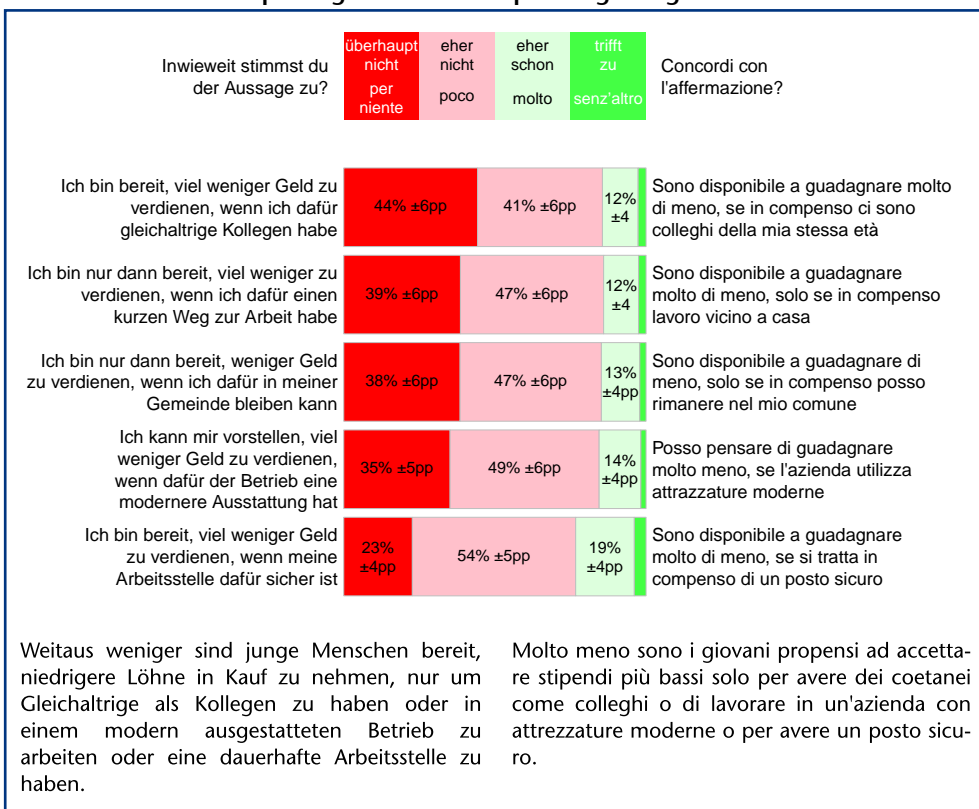 Inwieweit stimmst du
der Aussage zu?
überhaupt
nicht
per
niente
eher
nicht
poco
eher
schon
molto
trifft
zu
senz'altro
Concordi con
l'affermazione?
Ich bin bereit, viel weniger Geld zu
verdienen, wenn ich dafür
gleichaltrige Kollegen habe
44% ±6pp
41% ±6pp
12%
±4
Sono disponibile a guadagnare molto
di meno, se in compenso ci sono
colleghi della mia stessa età
Ich bin nur dann bereit, viel weniger zu
verdienen, wenn ich dafür einen
kurzen Weg zur Arbeit habe
39% ±6pp
47% ±6pp
12%
±4
Sono disponibile a guadagnare
molto di meno, solo se in compenso
lavoro vicino a casa
Ich bin nur dann bereit, weniger Geld
zu verdienen, wenn ich dafür in meiner
Gemeinde bleiben kann
38% ±6pp
47% ±6pp
13%
±4pp
Sono disponibile a guadagnare di
meno, solo se in compenso posso
rimanere nel mio comune
Ich kann mir vorstellen, viel
weniger Geld zu verdienen,
wenn dafür der Betrieb eine
modernere Ausstattung hat
35% ±5pp
49% ±6pp
14%
±4pp
Posso pensare di guadagnare
molto meno, se l'azienda utilizza
attrazzature moderne
Ich bin bereit, viel weniger Geld
zu verdienen, wenn meine
Arbeitsstelle dafür sicher ist
23%
±4pp
54% ±5pp
19%
±4pp
Sono disponibile a guadagnare
molto di meno, se si tratta in
compenso di un posto sicuro
Weitaus weniger sind junge Menschen bereit,
niedrigere Löhne in Kauf zu nehmen, nur um
Gleichaltrige als Kollegen zu haben oder in
einem modern ausgestatteten Betrieb zu
arbeiten oder eine dauerhafte Arbeitsstelle zu
haben.
Molto meno sono i giovani propensi ad accetta-
re stipendi più bassi solo per avere dei coetanei
come colleghi o di lavorare in un'azienda con
attrezzature moderne o per avere un posto sicu-
ro.